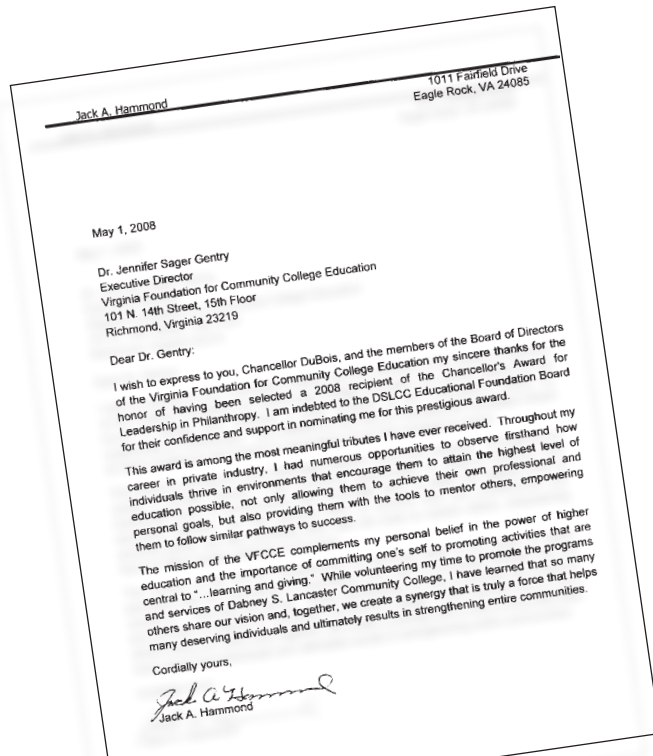 Jack A. Hammond
1011 Fairfield Drive
Eagle Rock, VA 24085
May 1, 2008
Dr. Jennifer Sager Gentry
Executive Director
Virginia Foundation for Community College Education
101 N. 14th Street, 15th Floor
Richmond, Virginia 23219
Dear Dr. Gentry:
I wish to express to you, Chancellor DuBois, and the members of the Board of Directors
of the Virginia Foundation for Community College Education my sincere thanks for the
honor of having been selected a 2008 recipient of the Chancellor's Award for
Leadership in Philanthropy. I am indebted to the DSLCC Educational Foundation Board
for their confidence and support in nominating me for this prestigious award.
This award is among the most meaningful tributes I have ever received. Throughout my
career in private industry, I had numerous opportunities to observe firsthand how
individuals thrive in environments that encourage them to attain the highest level of
education possible, not only allowing them to achieve their own professional and
personal goals, but also providing them with the tools to mentor others, empowering
them to follow similar pathways to success.
The mission of the VFCCE complements my personal belief in the power of higher
education and the importance of committing one's self to promoting activities that are
central to "...learning and giving." While volunteering my time to promote the programs
and services of Dabney S. Lancaster Community College, I have learned that so many
others share our vision and, together, we create a synergy that is truly a force that helps
many deserving individuals and ultimately results in strengthening entire communities.
Cordially yours,
Jack A Hammond
Jack A. Hammond